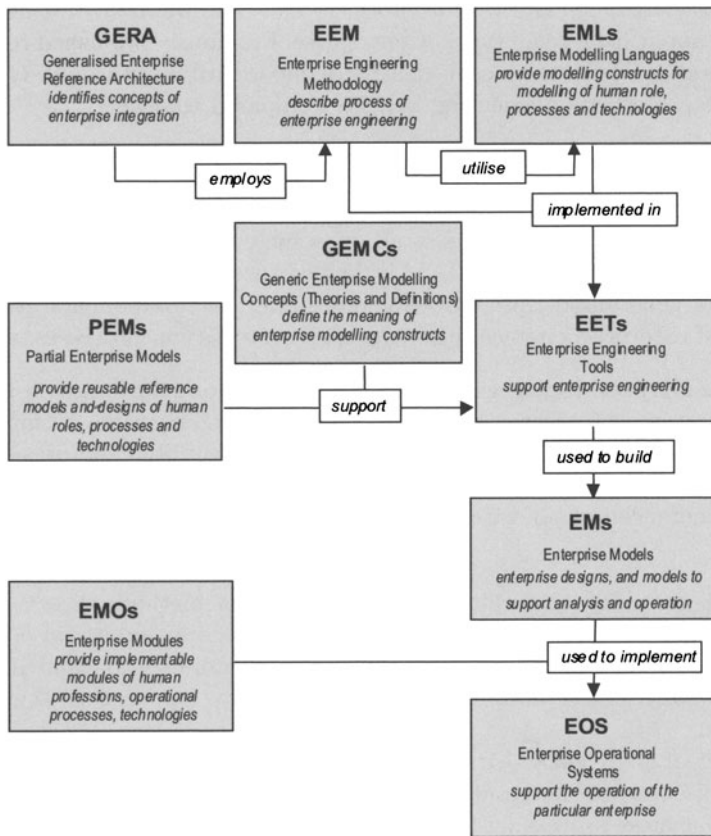 GERA
Generalised Enterprise
Reference Architecture
identifies concepts of
enterprise integration
EEM
Enterprise Engineering
Methodology
describe process of
enterprise engineering
EMLs
Enterprise Modelling Languages
provide modelling constructs for
modelling of human role,
processes and technologies
employs
utilise
implemented in
GEMCs
Generic Enterprise Modelling
Concepts (Theories and Definitions)
define the meaning of
enterprise modelling constructs
PEMs
Partial Enterprise Models
provide reusable reference
models and-designs of human
roles, processes and
technologies
EETs
Enterprise Engineering
Tools
support enterprise engineering
support
used to build
EMs
Enterprise Models
enterprise designs, and models to
support analysis and operation
EMOs
Enterprise Modules
provide implementable
modules of human
professions, operational
processes, technologies
used to implement
EOS
Enterprise Operational
Systems
support the operation of the
particular enterprise